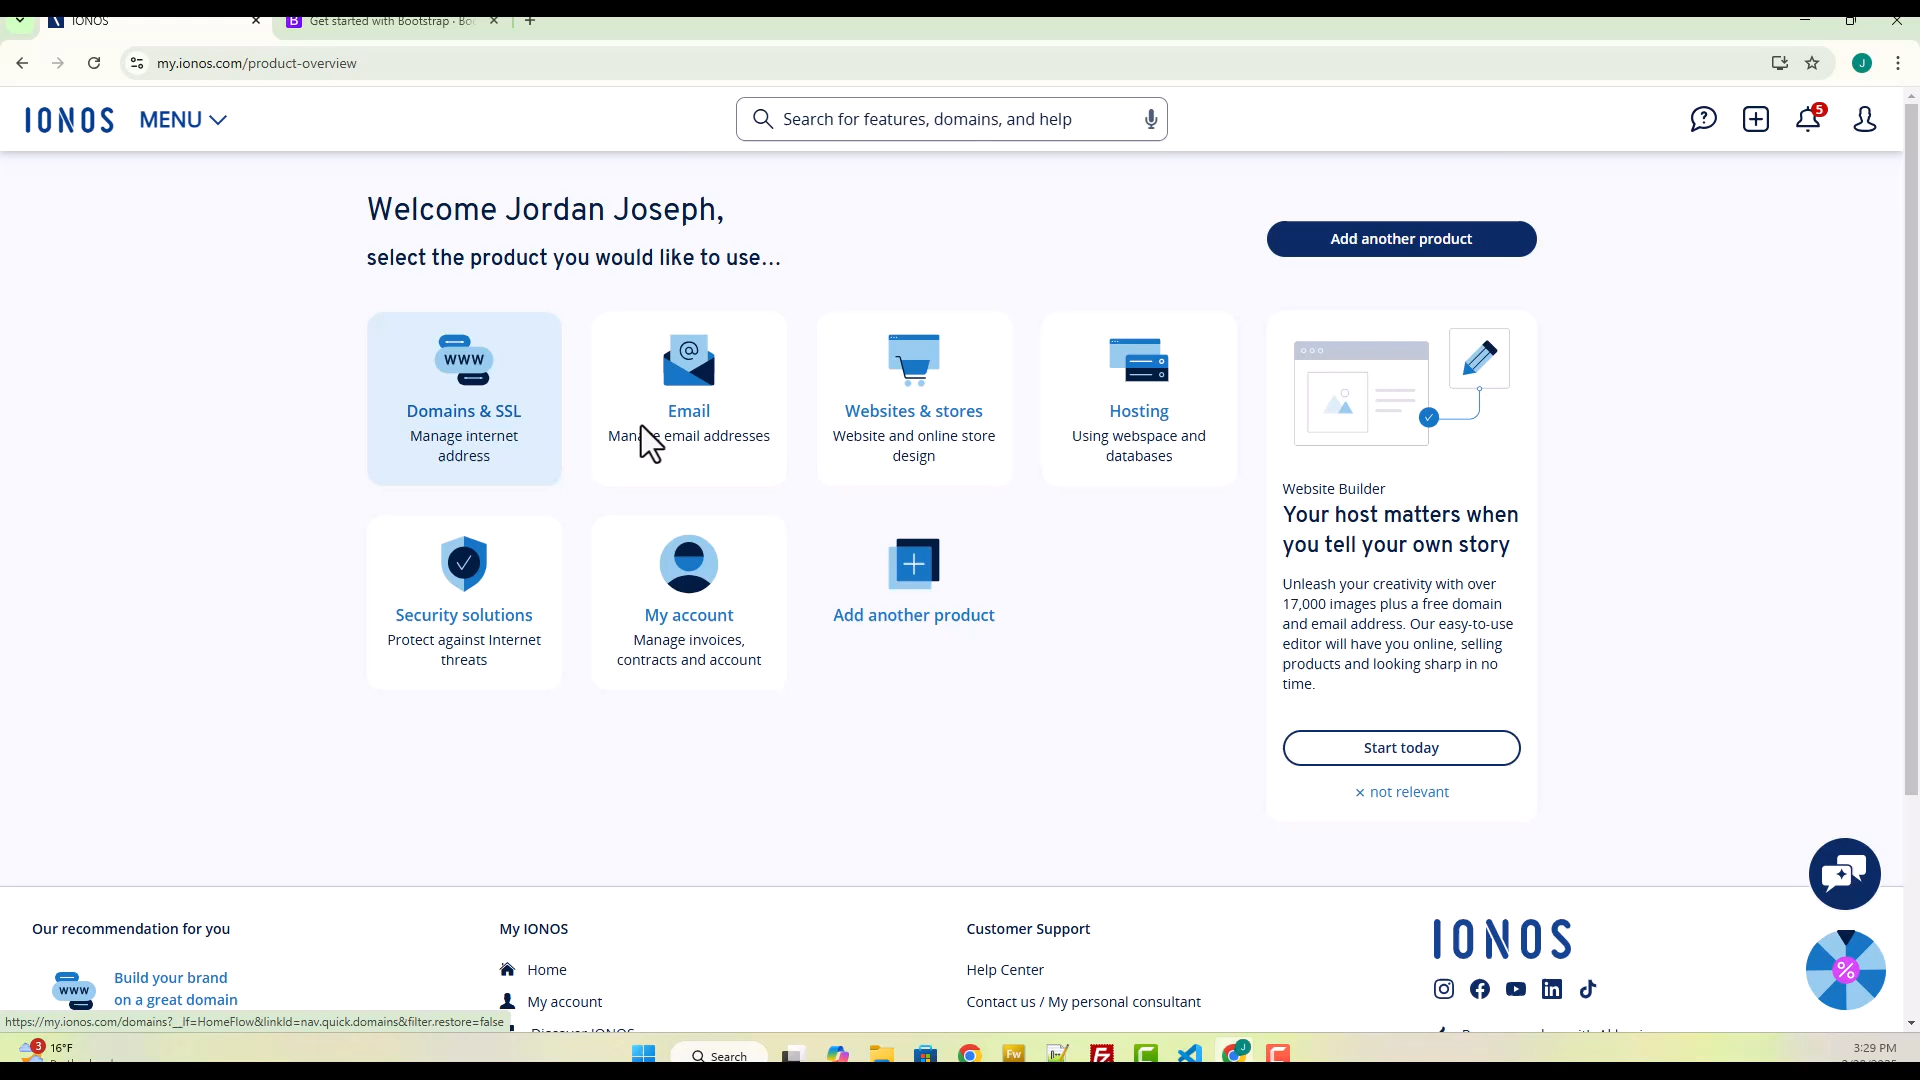 IONOS
Get started with Bootstrap · Bo
my.ionos.com/product-overview
J
IONOS MENU
Search for features, domains, and help
5
Welcome Jordan Joseph,
select the product you would like to use...
Add another product
www
Domains & SSL
Manage internet
address
@
Email
Manage email addresses
Websites & stores
Website and online store
design
Hosting
Using webspace and
databases
Security solutions
Protect against Internet
threats
My account
Manage invoices,
contracts and account
Add another product
Website Builder
Your host matters when
you tell your own story
Unleash your creativity with over
17,000 images plus a free domain
and email address. Our easy-to-use
editor will have you online, selling
products and looking sharp in no
time.
Start today
× not relevant
Our recommendation for you
www
Build your brand
on a great domain
My IONOS
Home
My account
Discover IONOS
Customer Support
Help Center
Contact us / My personal consultant
IONOS
%
https://my.ionos.com/domains?__lf=HomeFlow&linkId=nav.quick.domains&filter.restore=false
3
16°F
Search
Fw
J
3:29 PM